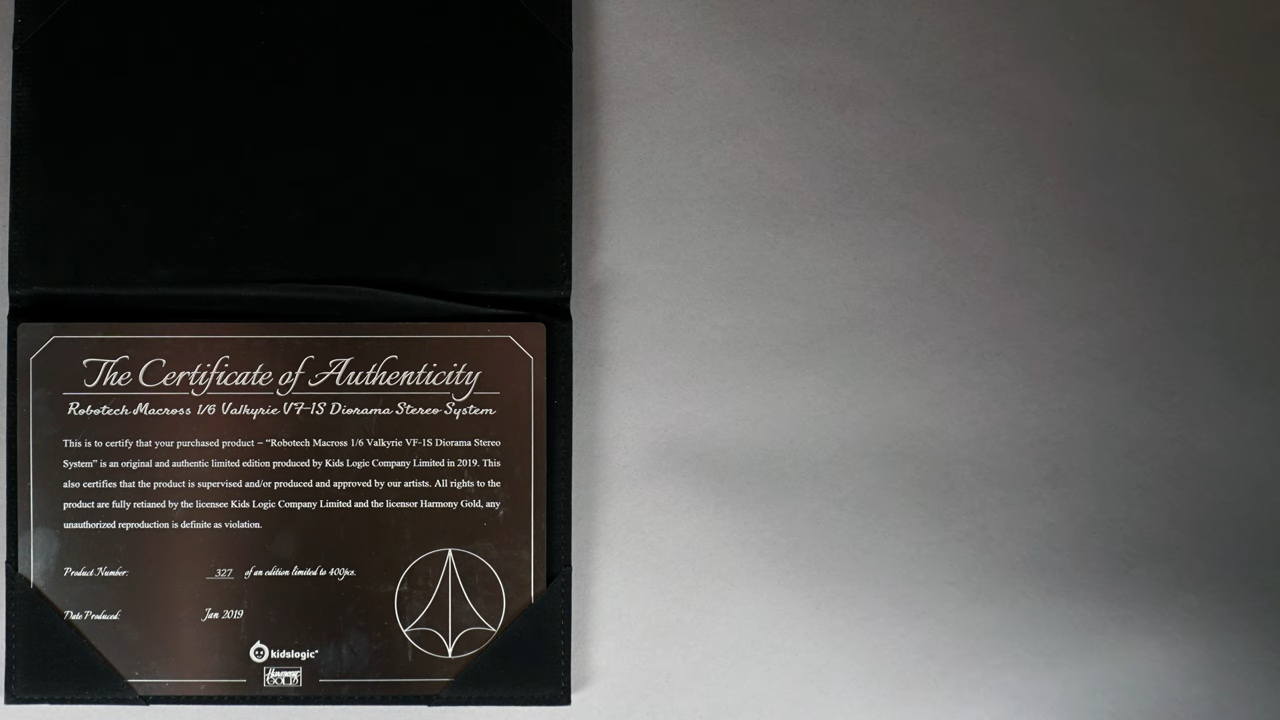 The Certificate of Authenticity
Robotech Macross 1/6 Valkyrie VF-1S Diorama Stereo System
This is to certify that your purchased product – “Robotech Macross 1/6 Valkyrie VF-1S Diorama Stereo
System” is an original and authentic limited edition produced by Kids Logic Company Limited in 2019. This
also certifies that the product is supervised and/or produced and approved by our artists. All rights to the
product are fully retianed by the licensee Kids Logic Company Limited and the licensor Harmony Gold, any
unauthorized reproduction is definite as violation.
Product Number: 327 of an edition limited to 400pcs.
Date Produced: Jan 2019
kidslogic
Harmony
GOLD